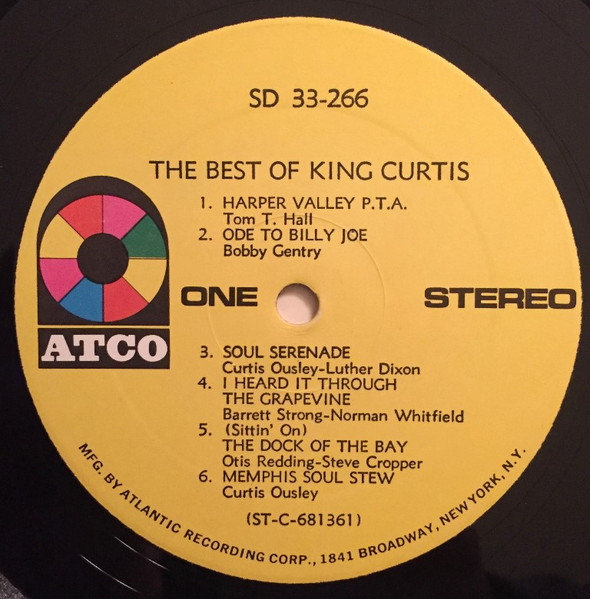 SD 33-266
THE BEST OF KING CURTIS
1. HARPER VALLEY P.T.A.
Tom T. Hall
2. ODE TO BILLY JOE
Bobby Gentry
ONE
STEREO
ATCO
3. SOUL SERENADE
Curtis Ousley-Luther Dixon
4. I HEARD IT THROUGH
THE GRAPEVINE
Barrett Strong-Norman Whitfield
5. (Sittin' On)
THE DOCK OF THE BAY
Otis Redding-Steve Cropper
6. MEMPHIS SOUL STEW
Curtis Ousley
(ST-C-681361)
MFG. BY ATLANTIC RECORDING CORP., 1841 BROADWAY, NEW YORK, N.Y.